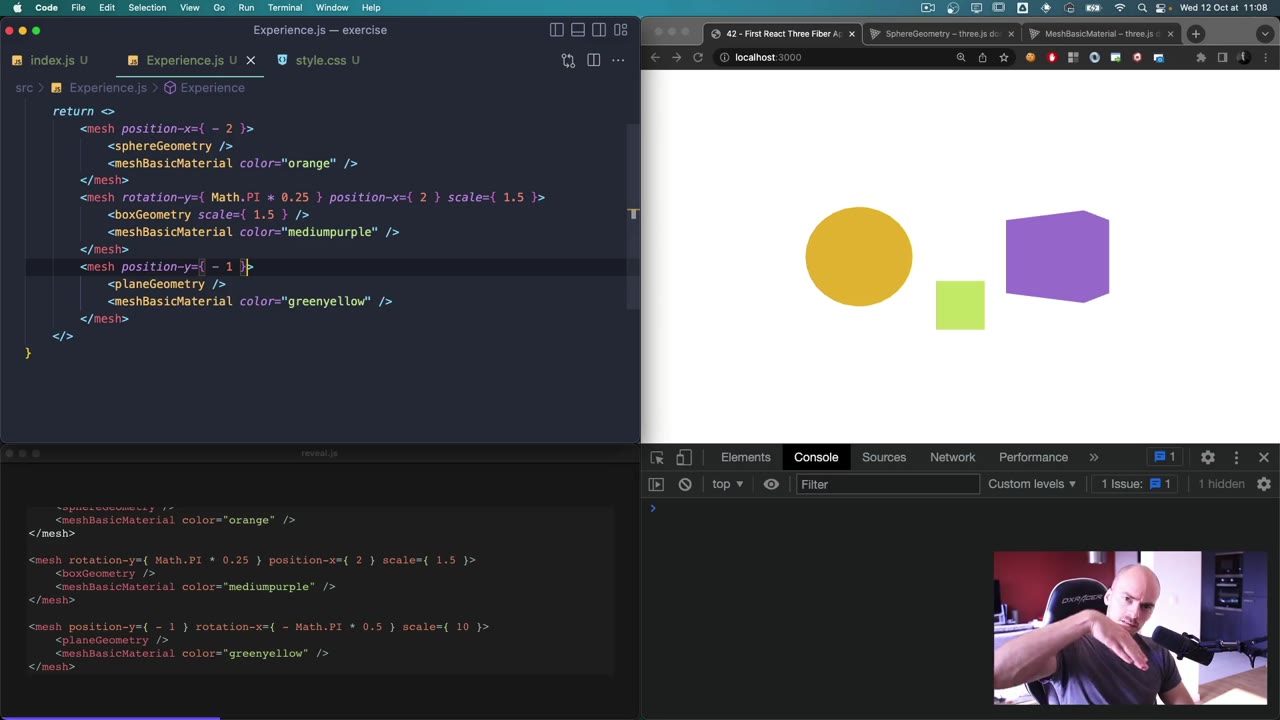 Code File Edit Selection View Go Run Terminal Window Help
Wed 12 Oct at 11:08
Experience.js — exercise
index.js U
Experience.js U
style.css U
src > Experience.js > Experience
return <>
<mesh position-x={ - 2 }>
<sphereGeometry />
<meshBasicMaterial color="orange" />
</mesh>
<mesh rotation-y={ Math.PI * 0.25 } position-x={ 2 } scale={ 1.5 }>
<boxGeometry scale={ 1.5 } />
<meshBasicMaterial color="mediumpurple" />
</mesh>
<mesh position-y={ - 1 }>
<planeGeometry />
<meshBasicMaterial color="greenyellow" />
</mesh>
</>
}
42 - First React Three Fiber Ap
SphereGeometry – three.js doc
MeshBasicMaterial – three.js d
localhost:3000
reveal.js
<sphereGeometry />
<meshBasicMaterial color="orange" />
</mesh>
<mesh rotation-y={ Math.PI * 0.25 } position-x={ 2 } scale={ 1.5 }>
<boxGeometry />
<meshBasicMaterial color="mediumpurple" />
</mesh>
<mesh position-y={ - 1 } rotation-x={ - Math.PI * 0.5 } scale={ 10 }>
<planeGeometry />
<meshBasicMaterial color="greenyellow" />
</mesh>
Elements Console Sources Network Performance » 1
top Filter Custom levels 1 Issue: 1 1 hidden
>
DXRACER